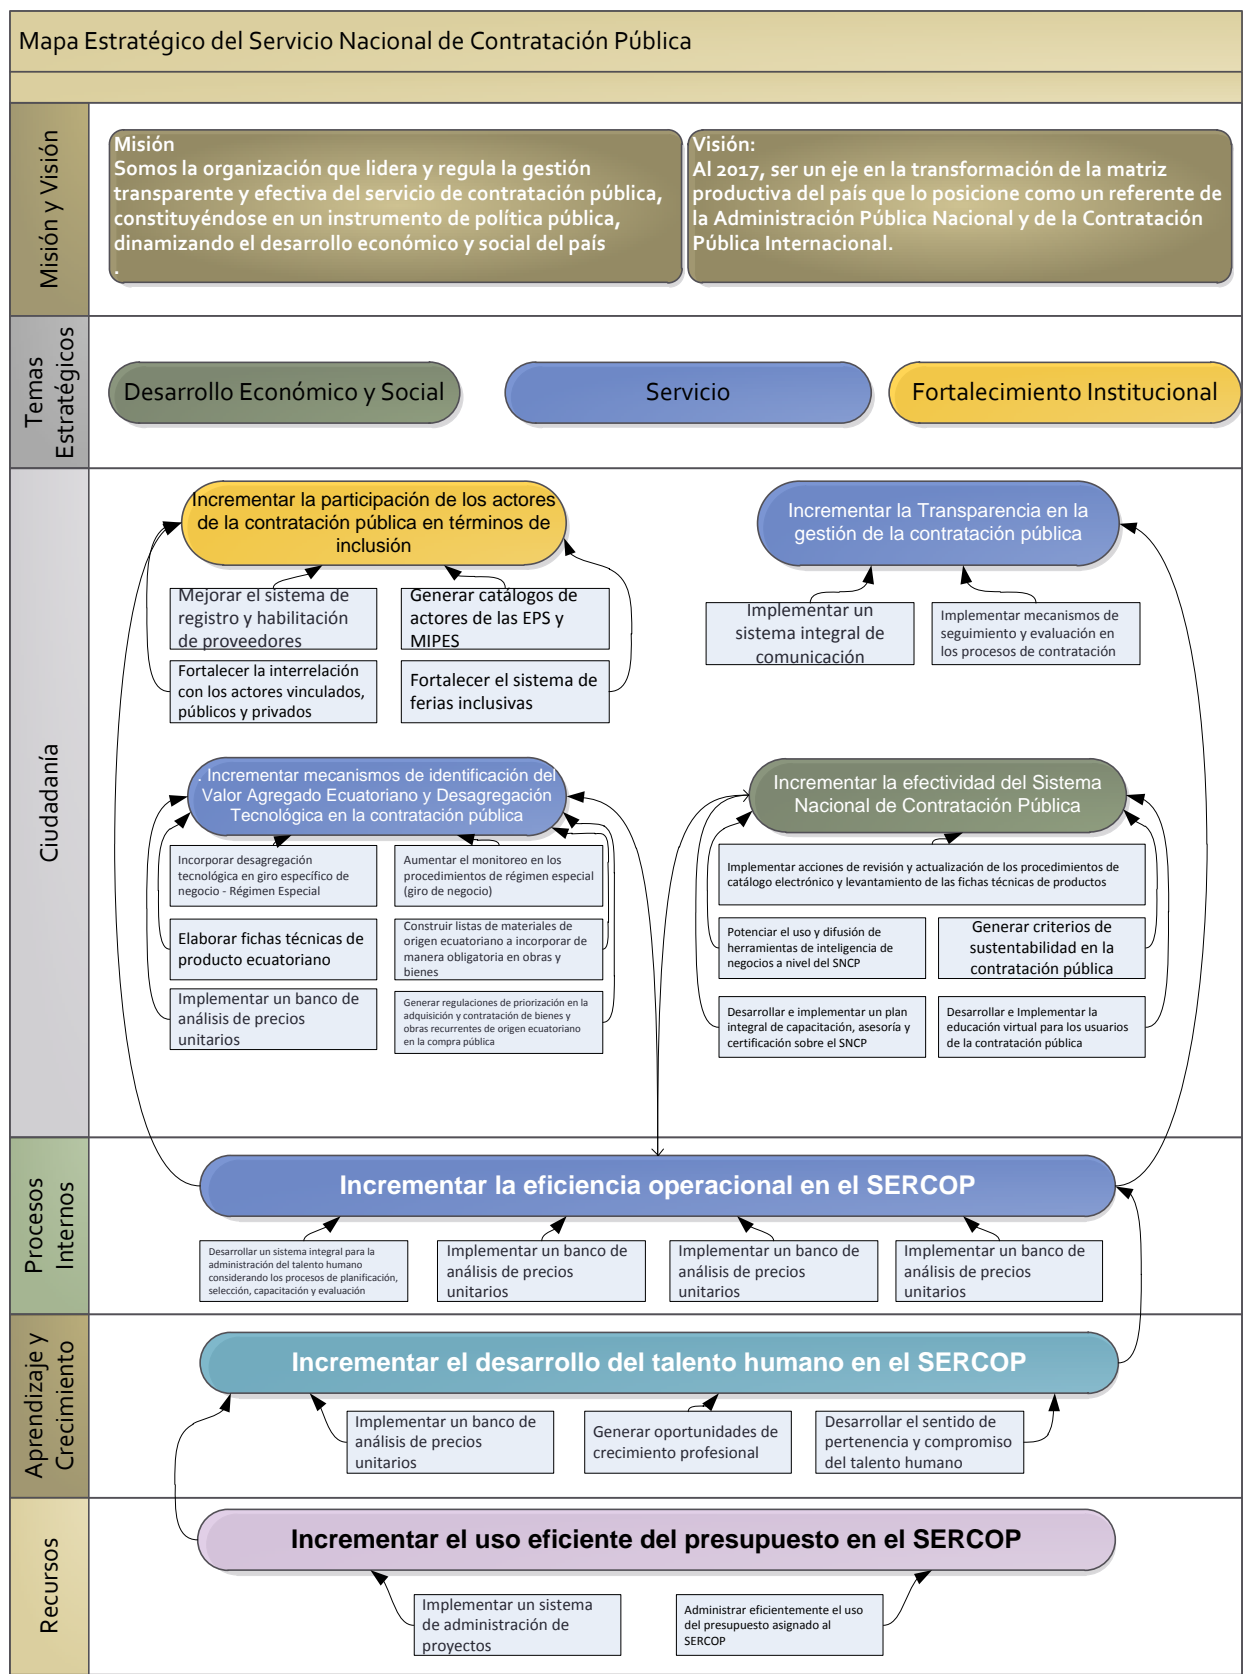 Mapa Estratégico del Servicio Nacional de Contratación Pública
Misión y Visión
Misión
Somos la organización que lidera y regula la gestión
transparente y efectiva del servicio de contratación pública,
constituyéndose en un instrumento de política pública,
dinamizando el desarrollo económico y social del país
.
Visión:
Al 2017, ser un eje en la transformación de la matriz
productiva del país que lo posicione como un referente de
la Administración Pública Nacional y de la Contratación
Pública Internacional.
Temas
Estratégicos
Desarrollo Económico y Social
Servicio
Fortalecimiento Institucional
Ciudadanía
Incrementar la participación de los actores
de la contratación pública en términos de
inclusión
Incrementar la Transparencia en la
gestión de la contratación pública
Mejorar el sistema de
registro y habilitación
de proveedores
Generar catálogos de
actores de las EPS y
MIPES
Implementar un
sistema integral de
comunicación
Implementar mecanismos de
seguimiento y evaluación en
los procesos de contratación
Fortalecer la interrelación
con los actores vinculados,
públicos y privados
Fortalecer el sistema de
ferias inclusivas
. Incrementar mecanismos de identificación del
Valor Agregado Ecuatoriano y Desagregación
Tecnológica en la contratación pública
Incrementar la efectividad del Sistema
Nacional de Contratación Pública
Incorporar desagregación
tecnológica en giro específico de
negocio - Régimen Especial
Aumentar el monitoreo en los
procedimientos de régimen especial
(giro de negocio)
Implementar acciones de revisión y actualización de los procedimientos de
catálogo electrónico y levantamiento de las fichas técnicas de productos
Elaborar fichas técnicas de
producto ecuatoriano
Construir listas de materiales de
origen ecuatoriano a incorporar de
manera obligatoria en obras y
bienes
Potenciar el uso y difusión de
herramientas de inteligencia de
negocios a nivel del SNCP
Generar criterios de
sustentabilidad en la
contratación pública
Implementar un banco de
análisis de precios
unitarios
Generar regulaciones de priorización en la
adquisición y contratación de bienes y
obras recurrentes de origen ecuatoriano
en la compra pública
Desarrollar e implementar un plan
integral de capacitación, asesoría y
certificación sobre el SNCP
Desarrollar e Implementar la
educación virtual para los usuarios
de la contratación pública
Procesos
Internos
Incrementar la eficiencia operacional en el SERCOP
Desarrollar un sistema integral para la
administración del talento humano
considerando los procesos de planificación,
selección, capacitación y evaluación
Implementar un banco de
análisis de precios
unitarios
Implementar un banco de
análisis de precios
unitarios
Implementar un banco de
análisis de precios
unitarios
Aprendizaje y
Crecimiento
Incrementar el desarrollo del talento humano en el SERCOP
Implementar un banco de
análisis de precios
unitarios
Generar oportunidades de
crecimiento profesional
Desarrollar el sentido de
pertenencia y compromiso
del talento humano
Recursos
Incrementar el uso eficiente del presupuesto en el SERCOP
Implementar un sistema
de administración de
proyectos
Administrar eficientemente el uso
del presupuesto asignado al
SERCOP